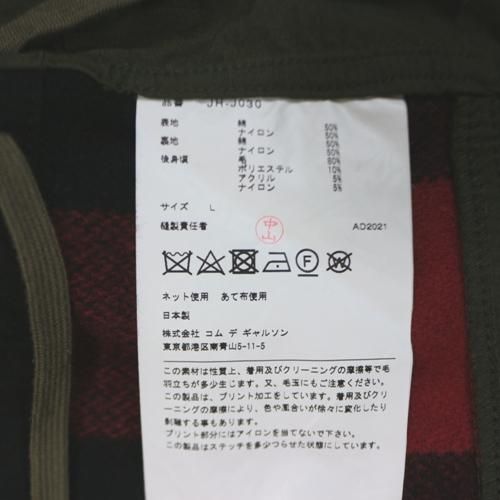 品番 JH-J030
表地 綿 50%
ナイロン 50%
裏地 綿 50%
ナイロン 50%
後身頃 毛 80%
ポリエステル 10%
アクリル 5%
ナイロン 5%
サイズ L
縫製責任者 中山 AD2021
F W
ネット使用 あて布使用
日本製
株式会社 コム デ ギャルソン
東京都港区南青山5-11-5
この素材は性質上、着用及びクリーニングの摩擦等で毛
羽立ちが多少生じます。又、毛玉にもご注意ください。
この製品は、プリント加工をしています。着用及びクリ
ーニングの摩擦により、色や風合いが徐々に変化したり
剥離する事もあります。
プリント部分にはアイロンを当てないで下さい。
この製品はステッチを多少つらせた状態にしています。